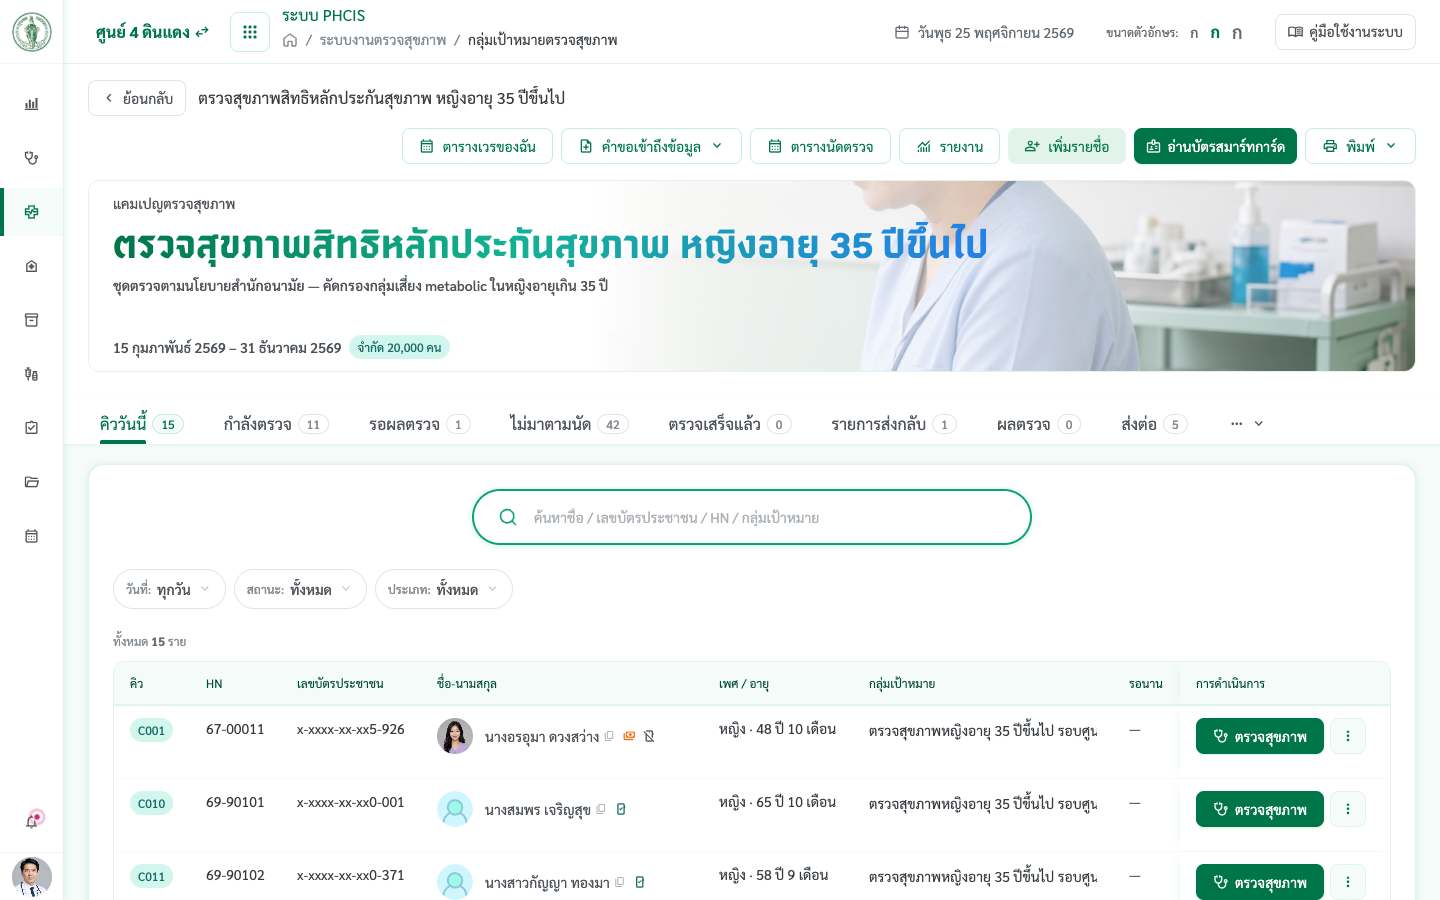 ศูนย์ 4 ดินแดง
ระบบ PHCIS
/ ระบบงานตรวจสุขภาพ / กลุ่มเป้าหมายตรวจสุขภาพ
วันพุธ 25 พฤศจิกายน 2569
ขนาดตัวอักษร: ก ก ก
คู่มือใช้งานระบบ
ย้อนกลับ
ตรวจสุขภาพสิทธิหลักประกันสุขภาพ หญิงอายุ 35 ปีขึ้นไป
ตารางเวรของฉัน
คำขอเข้าถึงข้อมูล
ตารางนัดตรวจ
รายงาน
เพิ่มรายชื่อ
อ่านบัตรสมาร์ทการ์ด
พิมพ์
แคมเปญตรวจสุขภาพ
ตรวจสุขภาพสิทธิหลักประกันสุขภาพ หญิงอายุ 35 ปีขึ้นไป
ชุดตรวจตามนโยบายสำนักอนามัย — คัดกรองกลุ่มเสี่ยง metabolic ในหญิงอายุเกิน 35 ปี
15 กุมภาพันธ์ 2569 – 31 ธันวาคม 2569 จำกัด 20,000 คน
คิววันนี้ 15
กำลังตรวจ 11
รอผลตรวจ 1
ไม่มาตามนัด 42
ตรวจเสร็จแล้ว 0
รายการส่งกลับ 1
ผลตรวจ 0
ส่งต่อ 5
ค้นหาชื่อ / เลขบัตรประชาชน / HN / กลุ่มเป้าหมาย
วันที่: ทุกวัน
สถานะ: ทั้งหมด
ประเภท: ทั้งหมด
ทั้งหมด 15 ราย
คิว HN เลขบัตรประชาชน ชื่อ-นามสกุล เพศ / อายุ กลุ่มเป้าหมาย รอนาน การดำเนินการ
C001 67-00011 x-xxxx-xx-xx5-926 นางอรอุมา ดวงสว่าง หญิง · 48 ปี 10 เดือน ตรวจสุขภาพหญิงอายุ 35 ปีขึ้นไป รอบศูน — ตรวจสุขภาพ
C010 69-90101 x-xxxx-xx-xx0-001 นางสมพร เจริญสุข หญิง · 65 ปี 10 เดือน ตรวจสุขภาพหญิงอายุ 35 ปีขึ้นไป รอบศูน — ตรวจสุขภาพ
C011 69-90102 x-xxxx-xx-xx0-371 นางสาวกัญญา ทองมา หญิง · 58 ปี 9 เดือน ตรวจสุขภาพหญิงอายุ 35 ปีขึ้นไป รอบศูน — ตรวจสุขภาพ